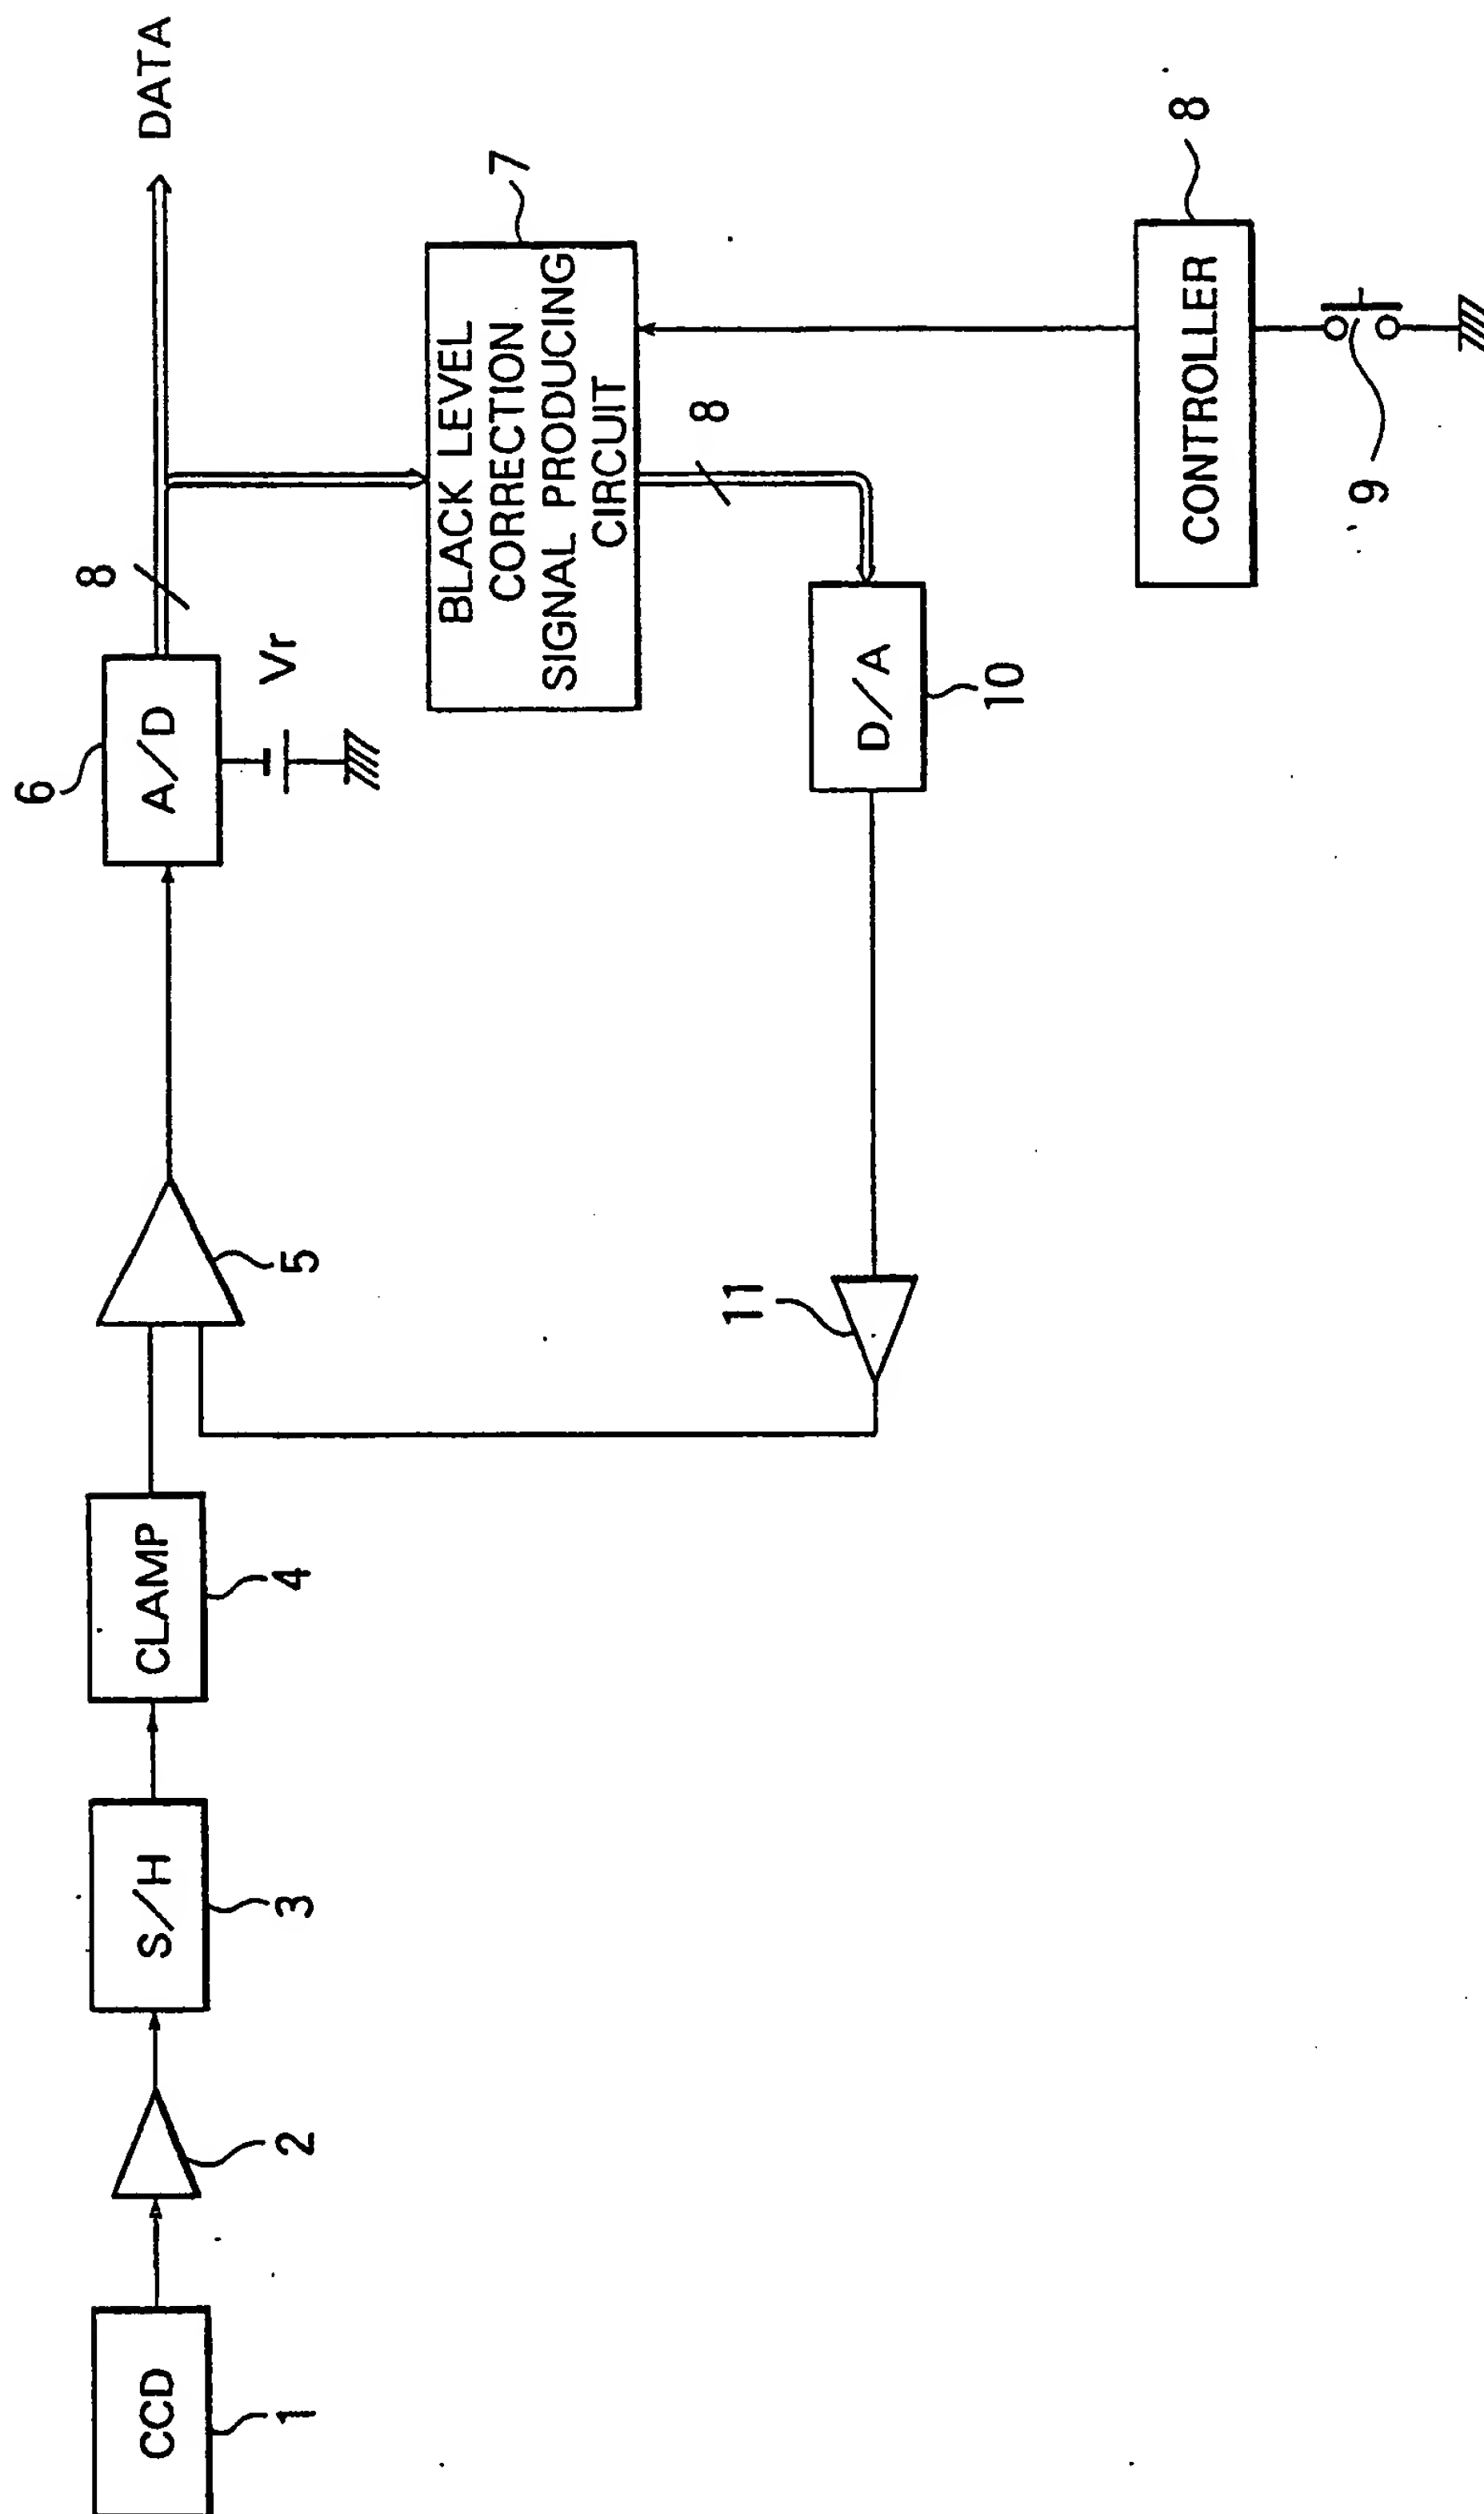 CCD
1
2
S/H
3
CLAMP
4
5
A/D
6
Vr
8
DATA
BLACK LEVEL
CORRECTION
SIGNAL PRODUCING
CIRCUIT
7
8
D/A
10
11
CONTROLLER
8
9